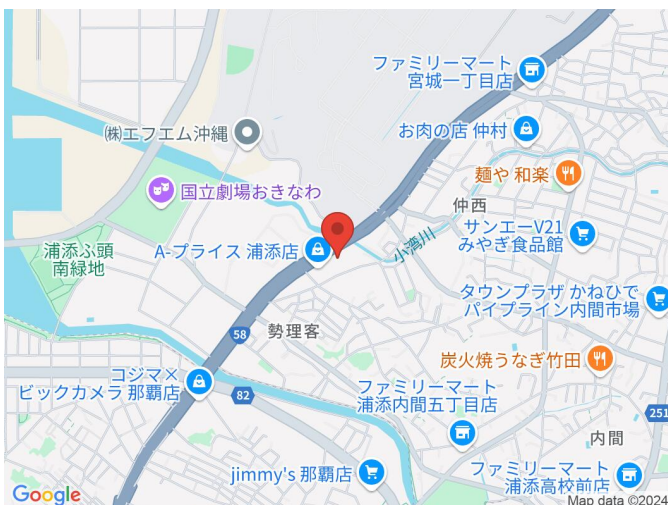 ファミリーマート
宮城一丁目店
(株)エフエム沖縄
お肉の店 仲村
麺や 和楽
国立劇場おきなわ
仲西
サンエーV21
みやぎ食品館
浦添ふ頭
南緑地
A-プライス 浦添店
小湾川
タウンプラザ かねひで
パイプライン内間市場
58
勢理客
炭火焼うなぎ竹田
コジマ×
ビックカメラ 那覇店
82
ファミリーマート
浦添内間五丁目店
251
内間
jimmy's 那覇店
ファミリーマート
浦添高校前店
Google
Map data ©2024